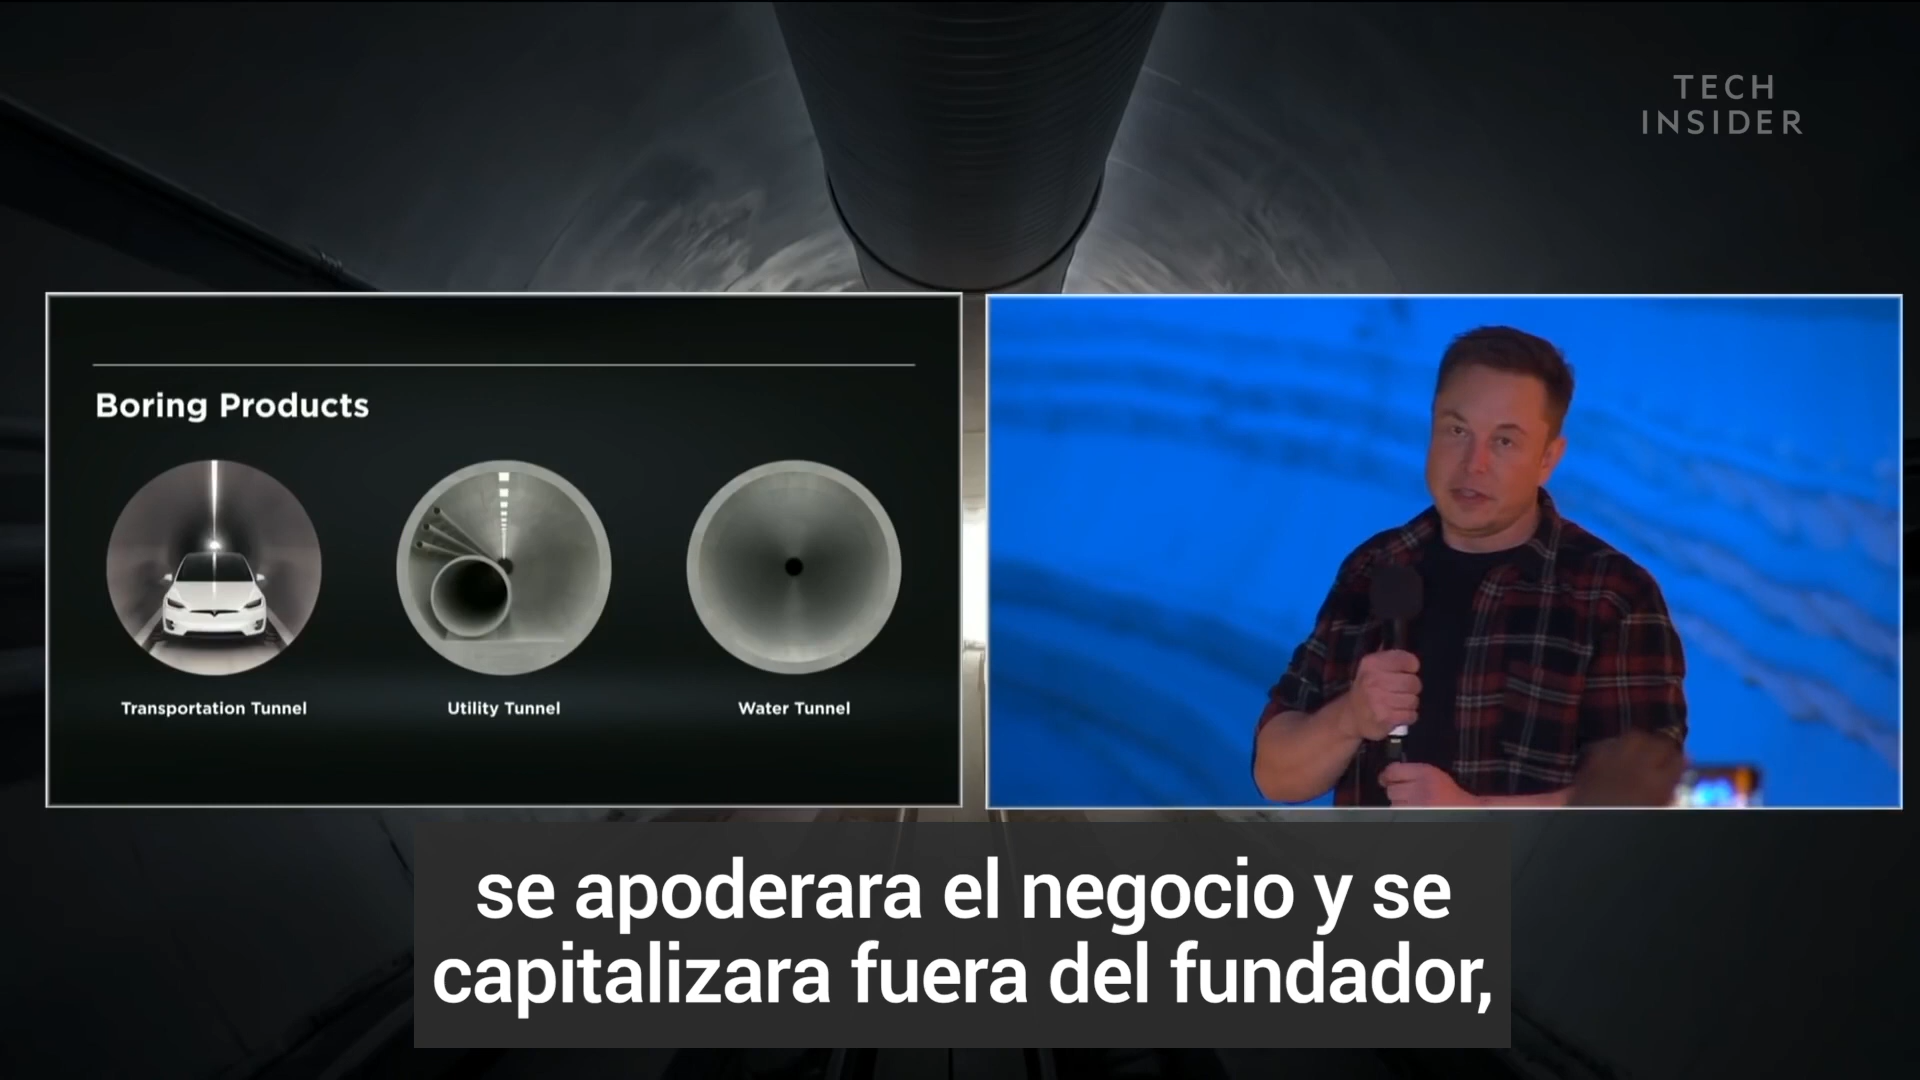 TECH
INSIDER
Boring Products
Transportation Tunnel
Utility Tunnel
Water Tunnel
se apoderara el negocio y se
capitalizara fuera del fundador,